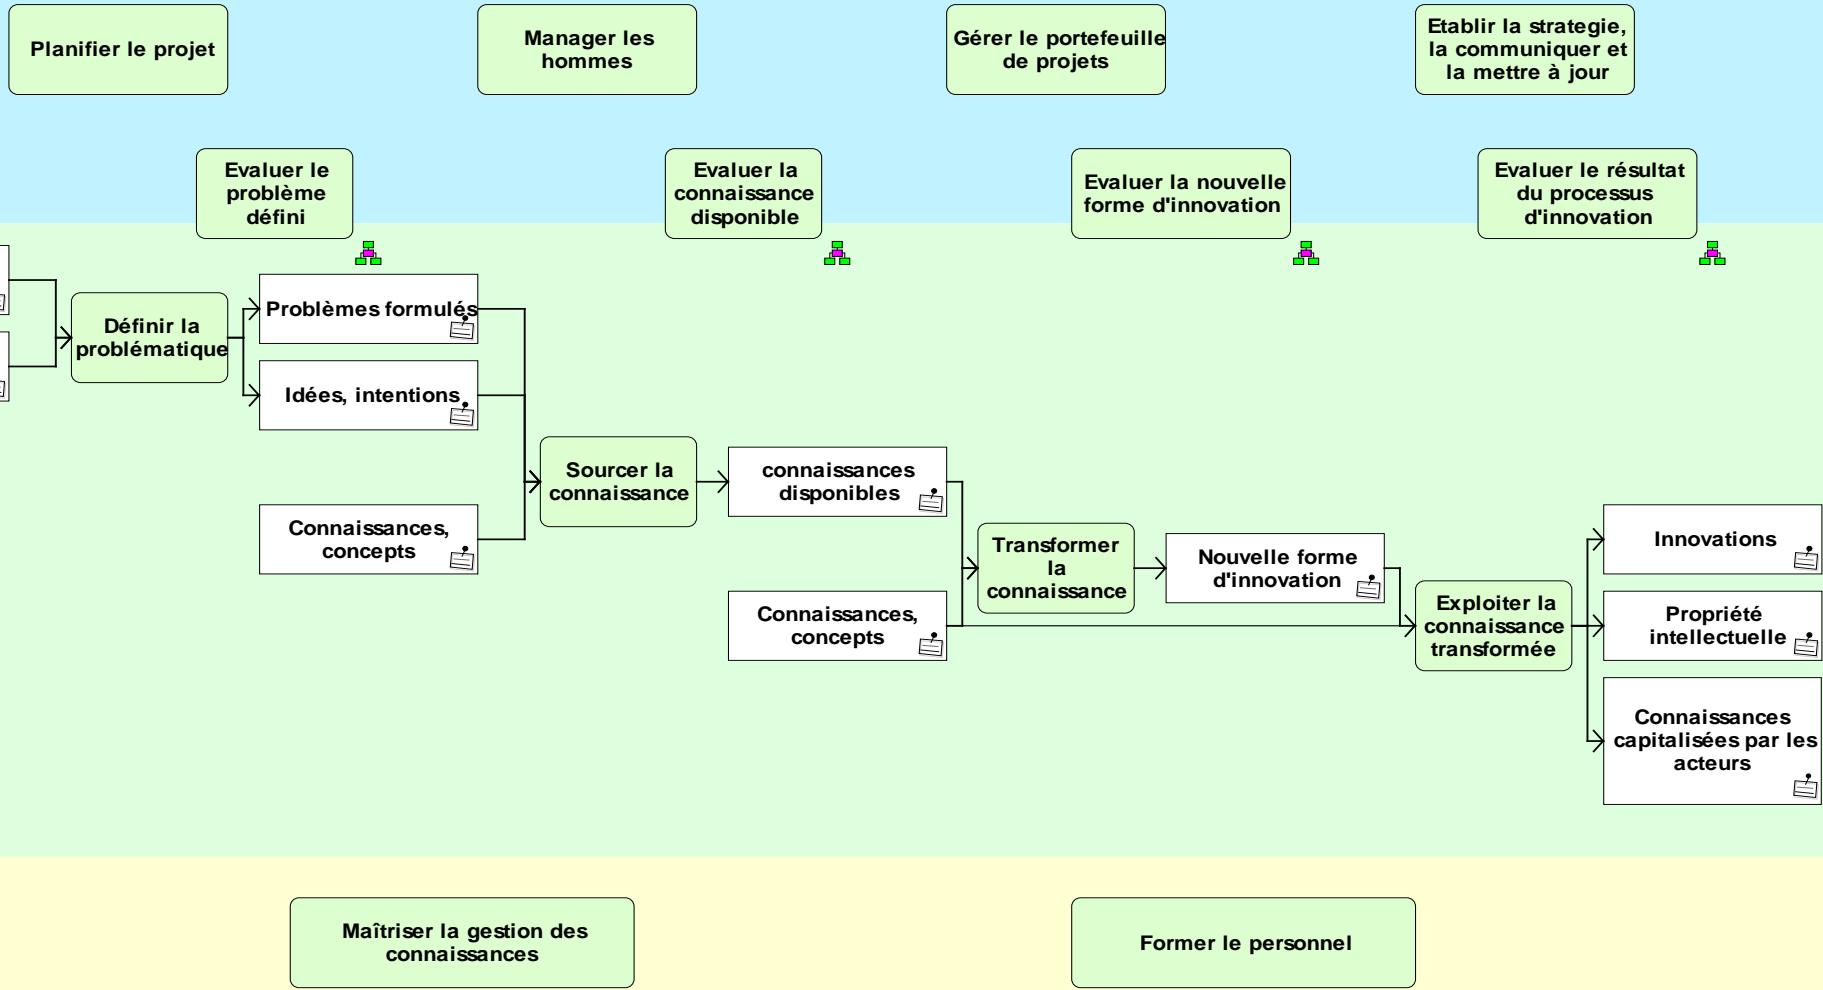 Planifier le projet
Manager les
hommes
Gérer le portefeuille
de projets
Etablir la strategie,
la communiquer et
la mettre à jour
Evaluer le
problème
défini
Evaluer la
connaissance
disponible
Evaluer la nouvelle
forme d'innovation
Evaluer le résultat
du processus
d'innovation
Définir la
problématique
Problèmes formulés
Idées, intentions
Connaissances,
concepts
Sourcer la
connaissance
connaissances
disponibles
Connaissances,
concepts
Transformer
la
connaissance
Nouvelle forme
d'innovation
Exploiter la
connaissance
transformée
Innovations
Propriété
intellectuelle
Connaissances
capitalisées par les
acteurs
Maîtriser la gestion des
connaissances
Former le personnel